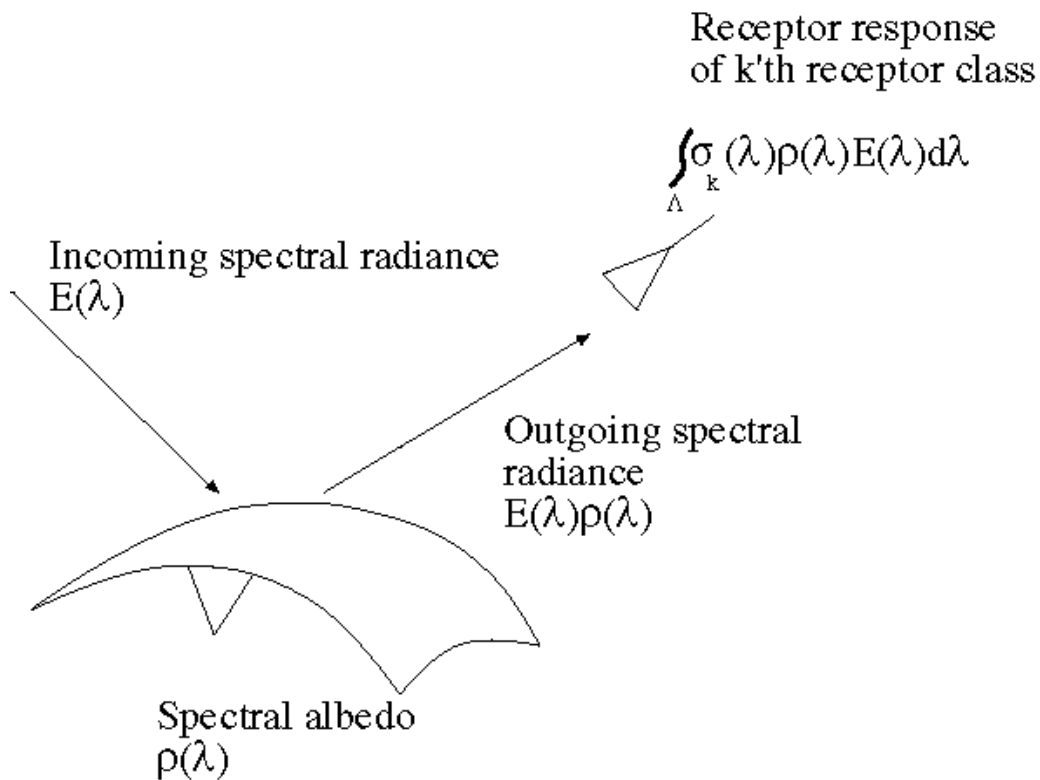 Receptor response
of k'th receptor class
∫σk(λ)ρ(λ)E(λ)dλ
Λ
Incoming spectral radiance
E(λ)
Outgoing spectral
radiance
E(λ)ρ(λ)
Spectral albedo
ρ(λ)